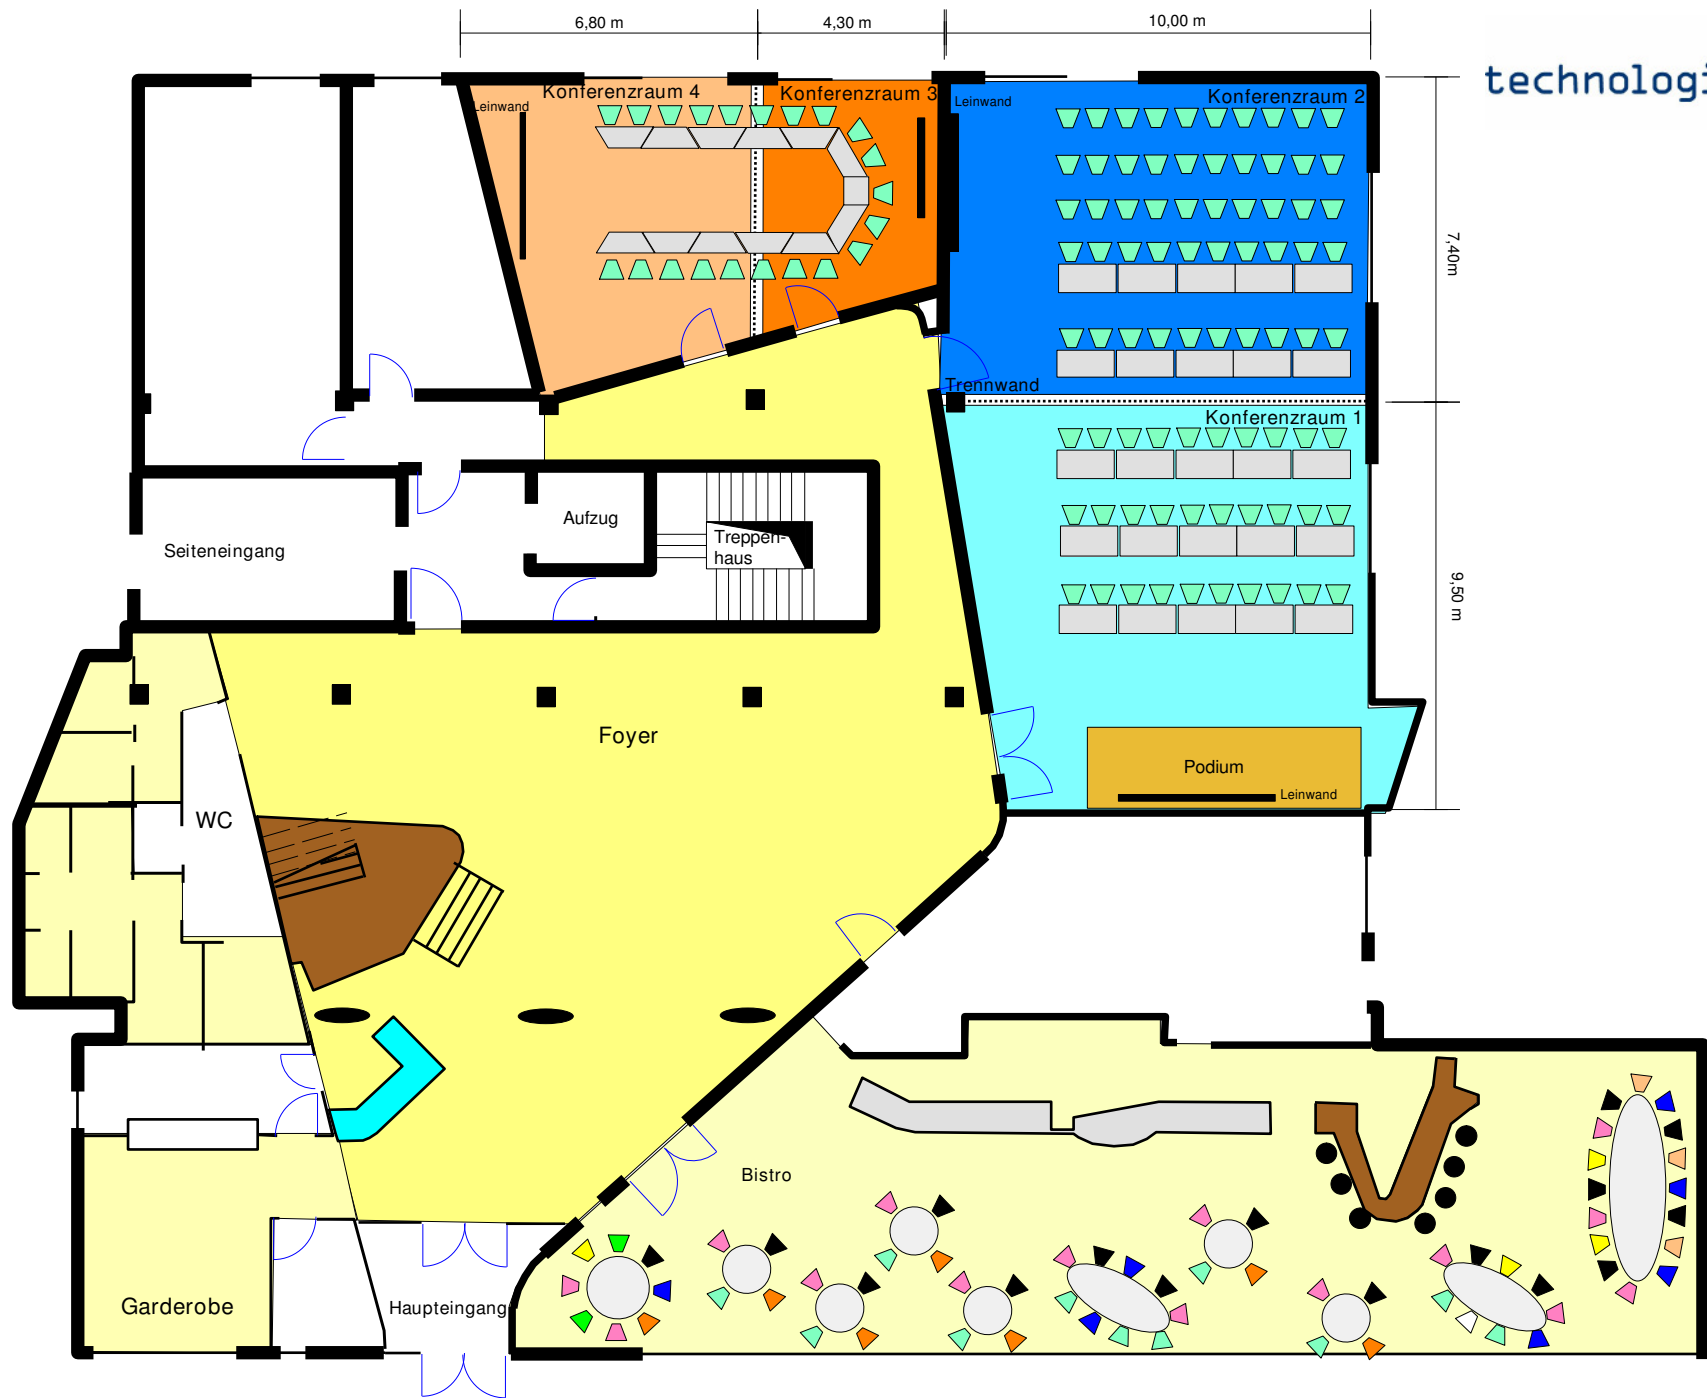 6,80 m
4,30 m
10,00 m
technologi
Konferenzraum 4
Konferenzraum 3
Konferenzraum 2
Leinwand
Leinwand
7,40m
Trennwand
Konferenzraum 1
Aufzug
Treppen-
haus
Seiteneingang
9,50 m
Foyer
Podium
Leinwand
WC
Bistro
Garderobe
Haupteingang